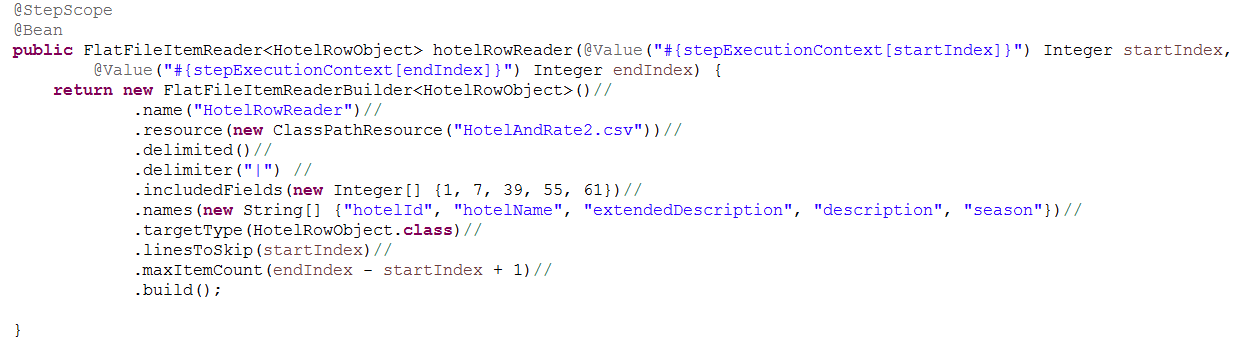 @StepScope
@Bean
public FlatFileItemReader<HotelRowObject> hotelRowReader(@Value("#{stepExecutionContext[startIndex]}") Integer startIndex,
        @Value("#{stepExecutionContext[endIndex]}") Integer endIndex) {
    return new FlatFileItemReaderBuilder<HotelRowObject>()//
            .name("HotelRowReader")//
            .resource(new ClassPathResource("HotelAndRate2.csv"))//
            .delimited()//
            .delimiter("|") //
            .includedFields(new Integer[] {1, 7, 39, 55, 61})//
            .names(new String[] {"hotelId", "hotelName", "extendedDescription", "description", "season"})//
            .targetType(HotelRowObject.class)//
            .linesToSkip(startIndex)//
            .maxItemCount(endIndex - startIndex + 1)//
            .build();
}